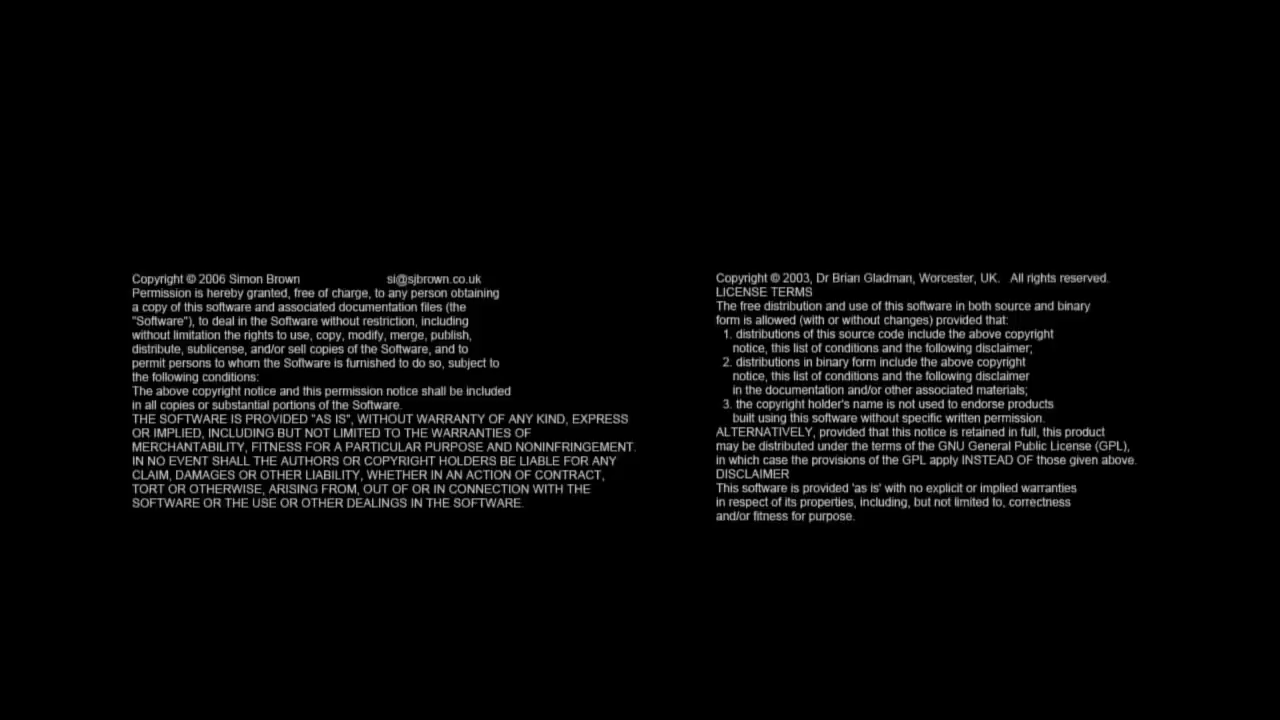 Copyright © 2006 Simon Brown si@sjbrown.co.uk
Permission is hereby granted, free of charge, to any person obtaining
a copy of this software and associated documentation files (the
"Software"), to deal in the Software without restriction, including
without limitation the rights to use, copy, modify, merge, publish,
distribute, sublicense, and/or sell copies of the Software, and to
permit persons to whom the Software is furnished to do so, subject to
the following conditions:
The above copyright notice and this permission notice shall be included
in all copies or substantial portions of the Software.
THE SOFTWARE IS PROVIDED "AS IS", WITHOUT WARRANTY OF ANY KIND, EXPRESS
OR IMPLIED, INCLUDING BUT NOT LIMITED TO THE WARRANTIES OF
MERCHANTABILITY, FITNESS FOR A PARTICULAR PURPOSE AND NONINFRINGEMENT.
IN NO EVENT SHALL THE AUTHORS OR COPYRIGHT HOLDERS BE LIABLE FOR ANY
CLAIM, DAMAGES OR OTHER LIABILITY, WHETHER IN AN ACTION OF CONTRACT,
TORT OR OTHERWISE, ARISING FROM, OUT OF OR IN CONNECTION WITH THE
SOFTWARE OR THE USE OR OTHER DEALINGS IN THE SOFTWARE.
Copyright © 2003, Dr Brian Gladman, Worcester, UK. All rights reserved.
LICENSE TERMS
The free distribution and use of this software in both source and binary
form is allowed (with or without changes) provided that:
1. distributions of this source code include the above copyright
notice, this list of conditions and the following disclaimer;
2. distributions in binary form include the above copyright
notice, this list of conditions and the following disclaimer
in the documentation and/or other associated materials;
3. the copyright holder's name is not used to endorse products
built using this software without specific written permission.
ALTERNATIVELY, provided that this notice is retained in full, this product
may be distributed under the terms of the GNU General Public License (GPL),
in which case the provisions of the GPL apply INSTEAD OF those given above.
DISCLAIMER
This software is provided 'as is' with no explicit or implied warranties
in respect of its properties, including, but not limited to, correctness
and/or fitness for purpose.